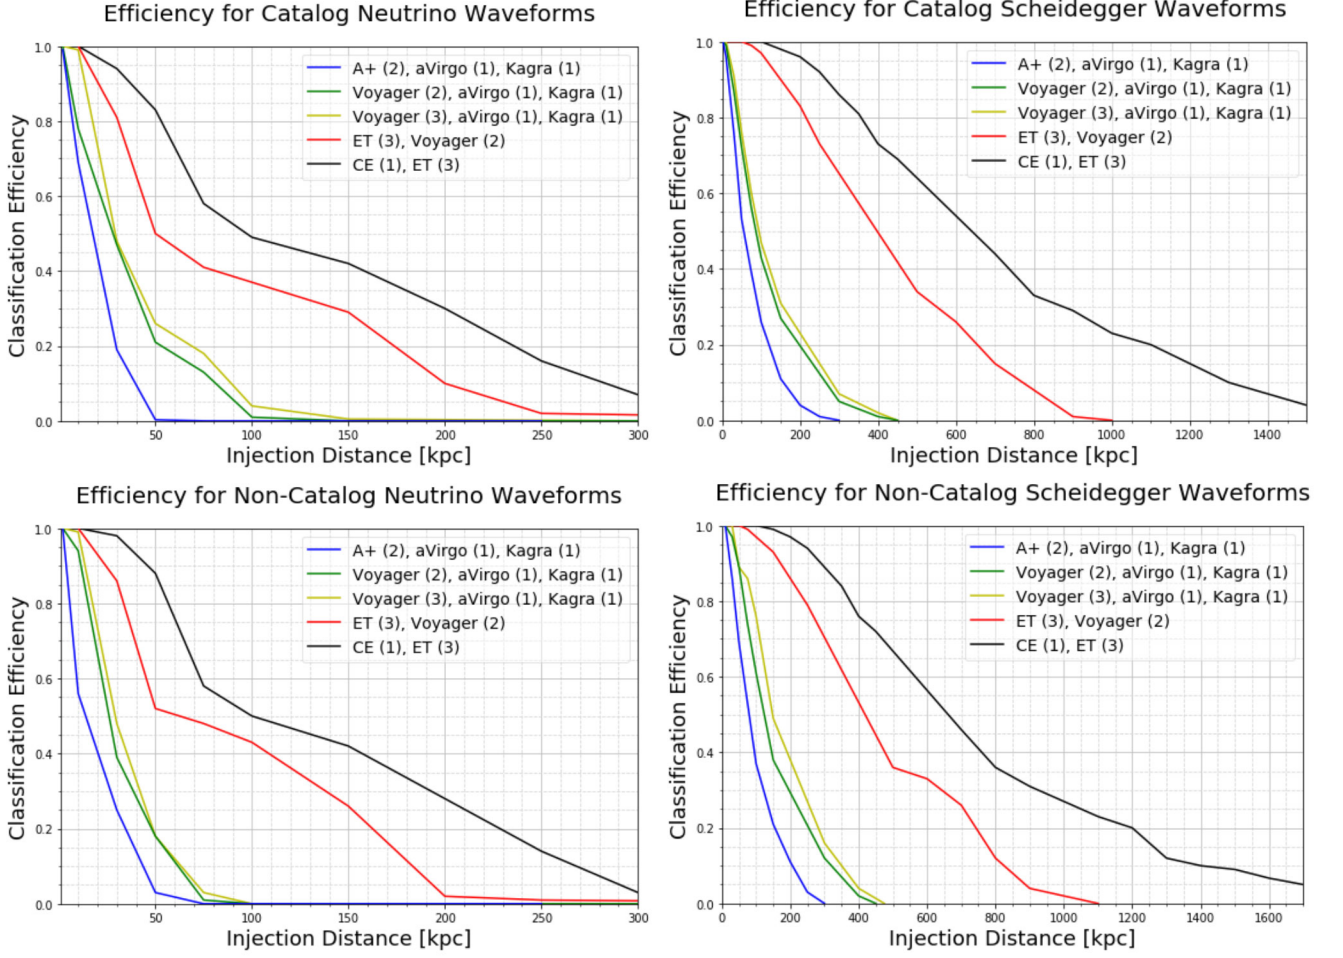 Efficiency for Catalog Neutrino Waveforms
1.0
0.8
0.6
0.4
0.2
0.0
Classification Efficiency
A+ (2), aVirgo (1), Kagra (1)
Voyager (2), aVirgo (1), Kagra (1)
Voyager (3), aVirgo (1), Kagra (1)
ET (3), Voyager (2)
CE (1), ET (3)
50 100 150 200 250 300
Injection Distance [kpc]
Efficiency for Catalog Scheidegger Waveforms
1.0
0.8
0.6
0.4
0.2
0.0
Classification Efficiency
A+ (2), aVirgo (1), Kagra (1)
Voyager (2), aVirgo (1), Kagra (1)
Voyager (3), aVirgo (1), Kagra (1)
ET (3), Voyager (2)
CE (1), ET (3)
0 200 400 600 800 1000 1200 1400
Injection Distance [kpc]
Efficiency for Non-Catalog Neutrino Waveforms
1.0
0.8
0.6
0.4
0.2
0.0
Classification Efficiency
A+ (2), aVirgo (1), Kagra (1)
Voyager (2), aVirgo (1), Kagra (1)
Voyager (3), aVirgo (1), Kagra (1)
ET (3), Voyager (2)
CE (1), ET (3)
50 100 150 200 250 300
Injection Distance [kpc]
Efficiency for Non-Catalog Scheidegger Waveforms
1.0
0.8
0.6
0.4
0.2
0.0
Classification Efficiency
A+ (2), aVirgo (1), Kagra (1)
Voyager (2), aVirgo (1), Kagra (1)
Voyager (3), aVirgo (1), Kagra (1)
ET (3), Voyager (2)
CE (1), ET (3)
0 200 400 600 800 1000 1200 1400 1600
Injection Distance [kpc]